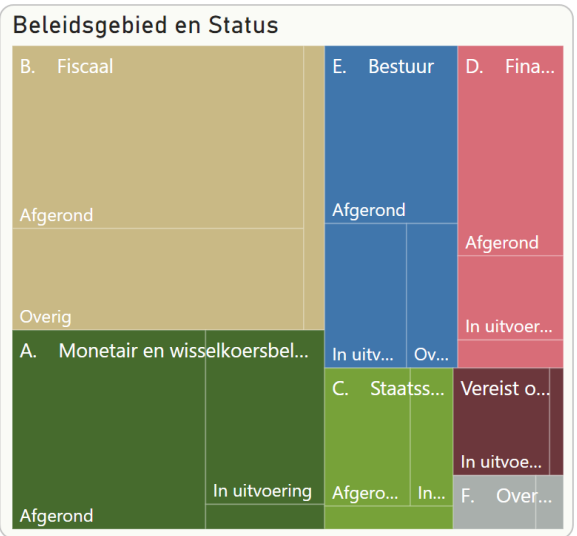 Beleidsgebied en Status
B. Fiscaal
Afgerond
Overig
E. Bestuur
Afgerond
In uitv...
Ov...
D. Fina...
Afgerond
In uitvoer...
A. Monetair en wisselkoersbel...
Afgerond
In uitvoering
C. Staatss...
Afgero...
In...
Vereist o...
In uitvoe...
F. Over...